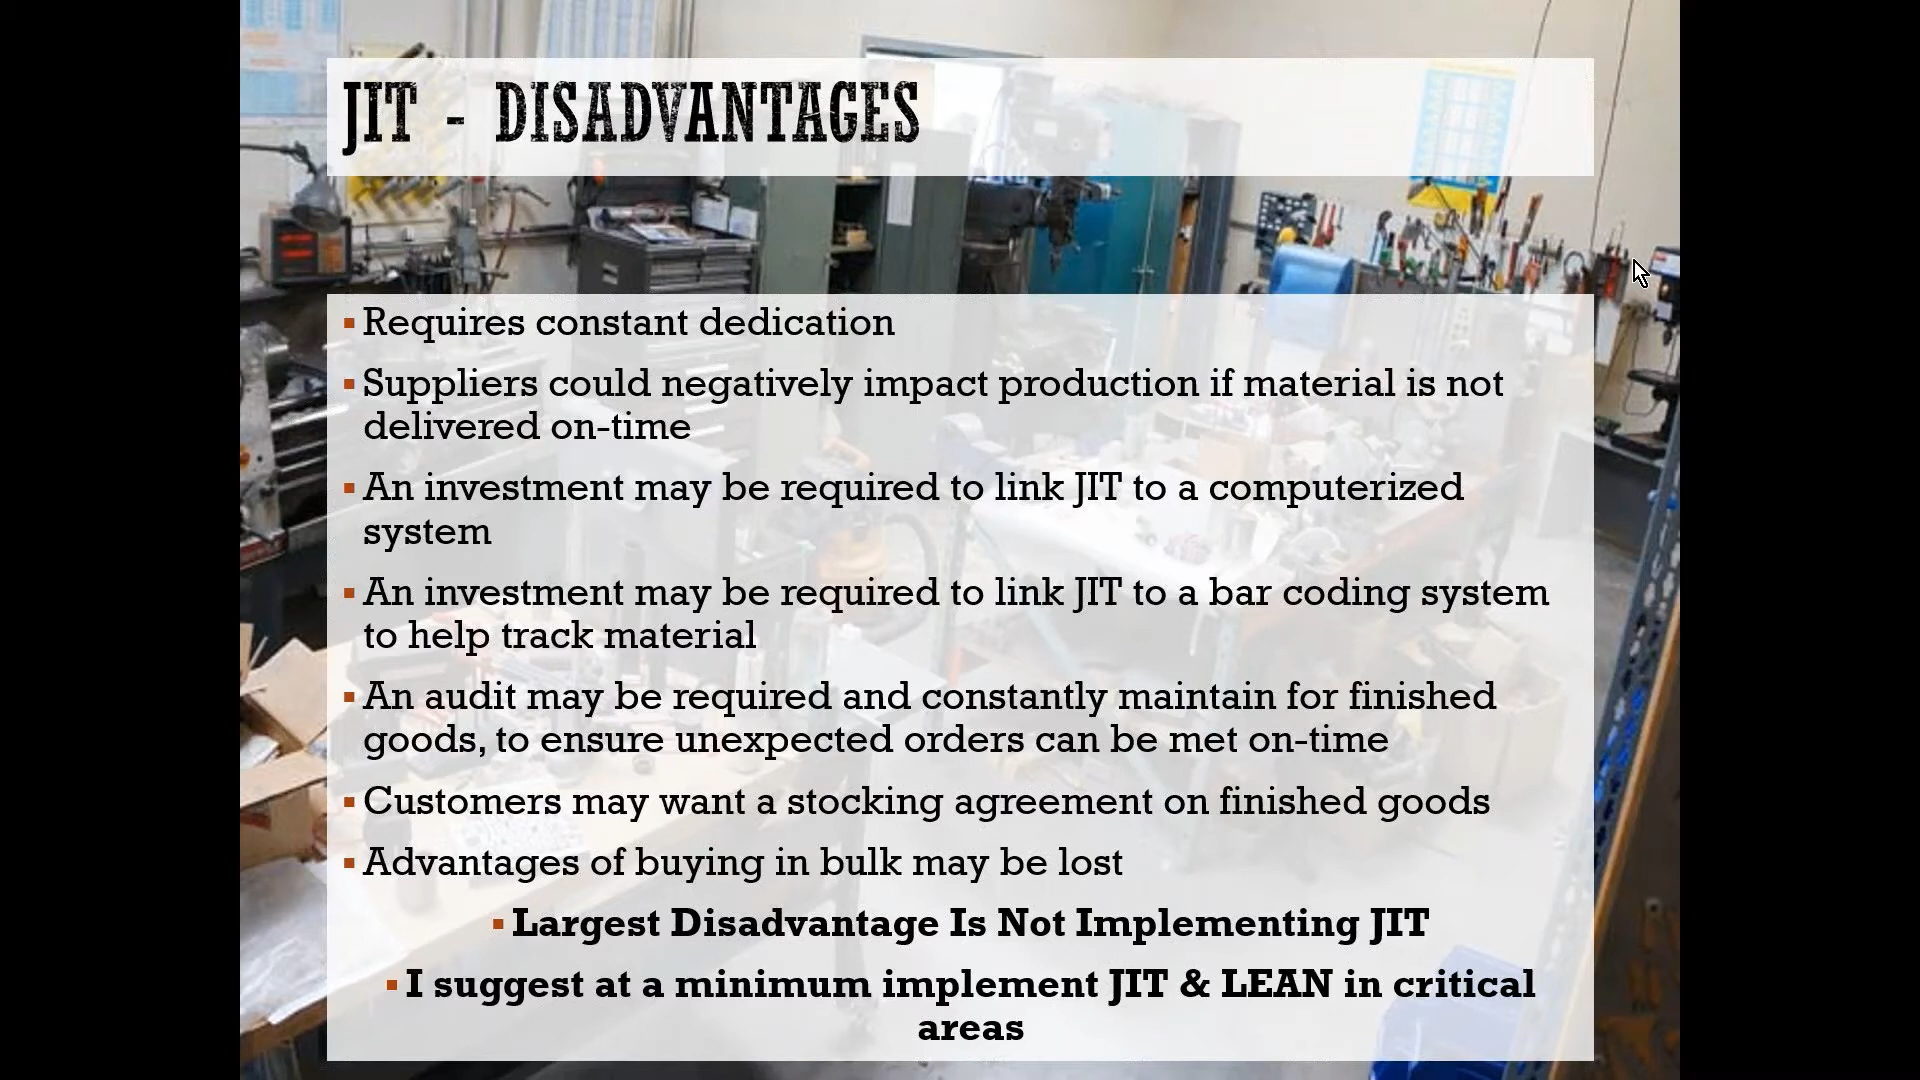 JIT - DISADVANTAGES
▪Requires constant dedication
▪Suppliers could negatively impact production if material is not
delivered on-time
▪An investment may be required to link JIT to a computerized
system
▪An investment may be required to link JIT to a bar coding system
to help track material
▪An audit may be required and constantly maintain for finished
goods, to ensure unexpected orders can be met on-time
▪Customers may want a stocking agreement on finished goods
▪Advantages of buying in bulk may be lost
▪Largest Disadvantage Is Not Implementing JIT
▪I suggest at a minimum implement JIT & LEAN in critical
areas